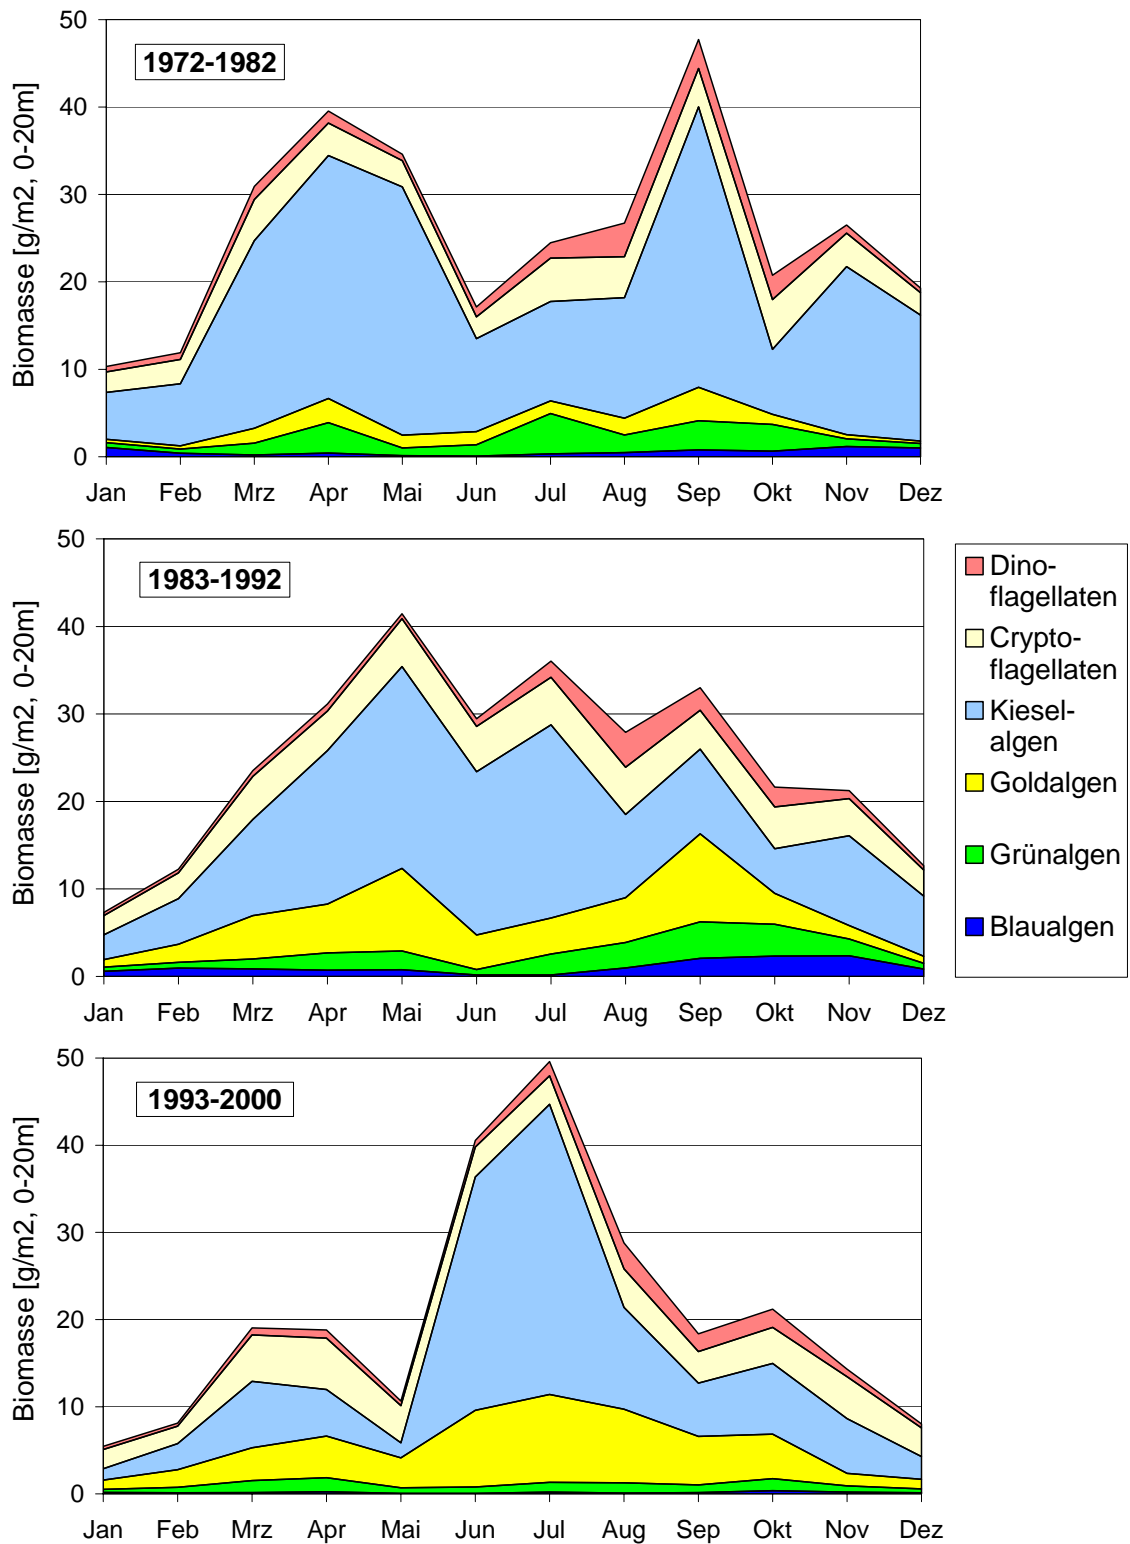 1972-1982
Biomasse [g/m2, 0-20m]
50
40
30
20
10
0
Jan Feb Mrz Apr Mai Jun Jul Aug Sep Okt Nov Dez
1983-1992
Biomasse [g/m2, 0-20m]
50
40
30
20
10
0
Jan Feb Mrz Apr Mai Jun Jul Aug Sep Okt Nov Dez
Dino-
flagellaten
Crypto-
flagellaten
Kiesel-
algen
Goldalgen
Grünalgen
Blaualgen
1993-2000
Biomasse [g/m2, 0-20m]
50
40
30
20
10
0
Jan Feb Mrz Apr Mai Jun Jul Aug Sep Okt Nov Dez